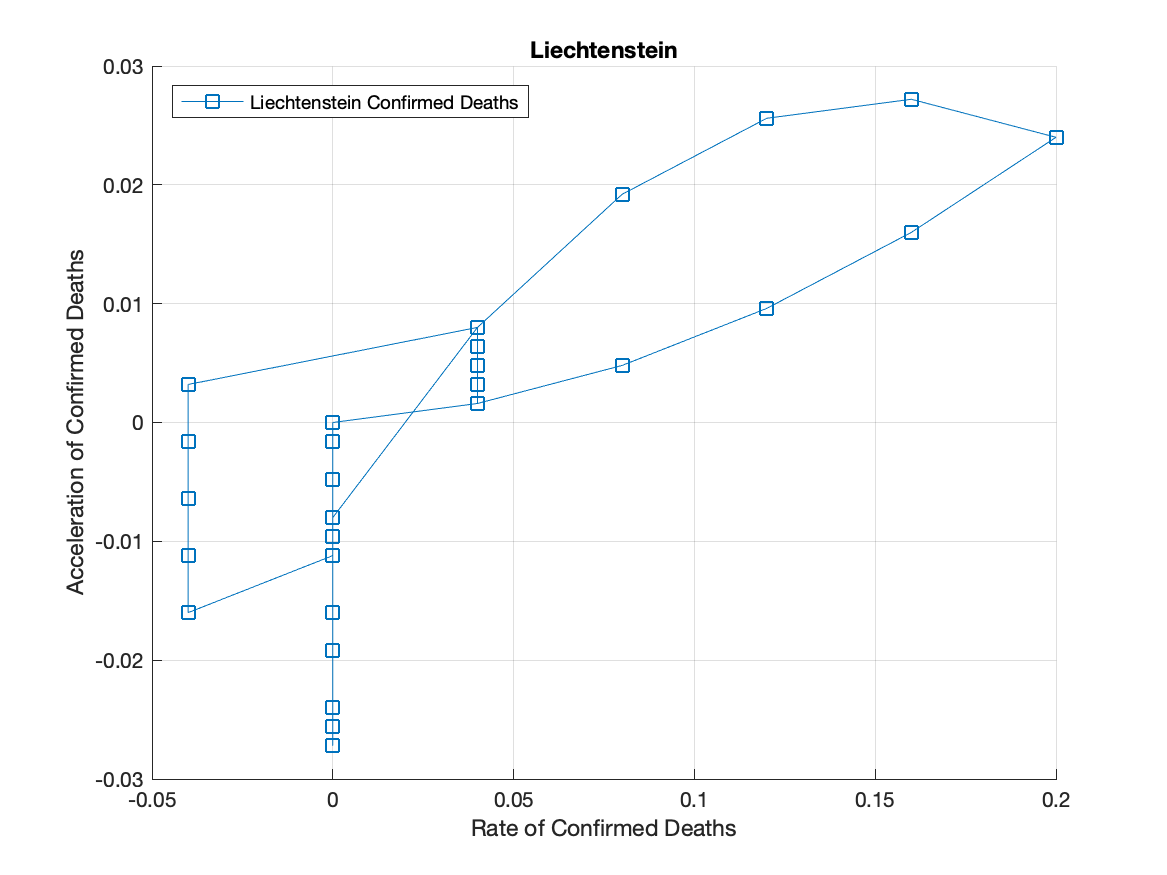 Liechtenstein
Liechtenstein Confirmed Deaths
0.03
0.02
0.01
0
-0.01
-0.02
-0.03
Acceleration of Confirmed Deaths
-0.05 0 0.05 0.1 0.15 0.2
Rate of Confirmed Deaths